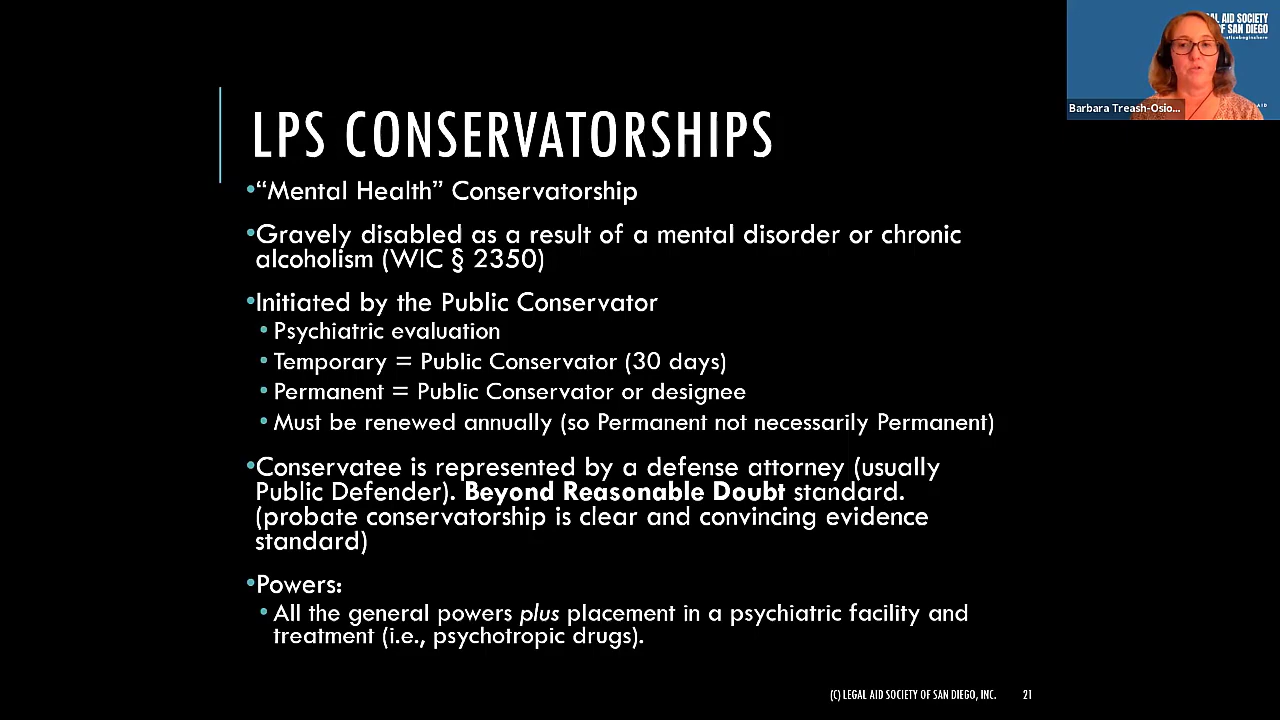 LPS CONSERVATORSHIPS
•“Mental Health” Conservatorship
•Gravely disabled as a result of a mental disorder or chronic
alcoholism (WIC § 2350)
•Initiated by the Public Conservator
• Psychiatric evaluation
• Temporary = Public Conservator (30 days)
• Permanent = Public Conservator or designee
• Must be renewed annually (so Permanent not necessarily Permanent)
•Conservatee is represented by a defense attorney (usually
Public Defender). Beyond Reasonable Doubt standard.
(probate conservatorship is clear and convincing evidence
standard)
•Powers:
• All the general powers plus placement in a psychiatric facility and
treatment (i.e., psychotropic drugs).
(C) LEGAL AID SOCIETY OF SAN DIEGO, INC. 21
GAL AID SOCIETY
OF SAN DIEGO
Barbara Treash-Osio...
AID